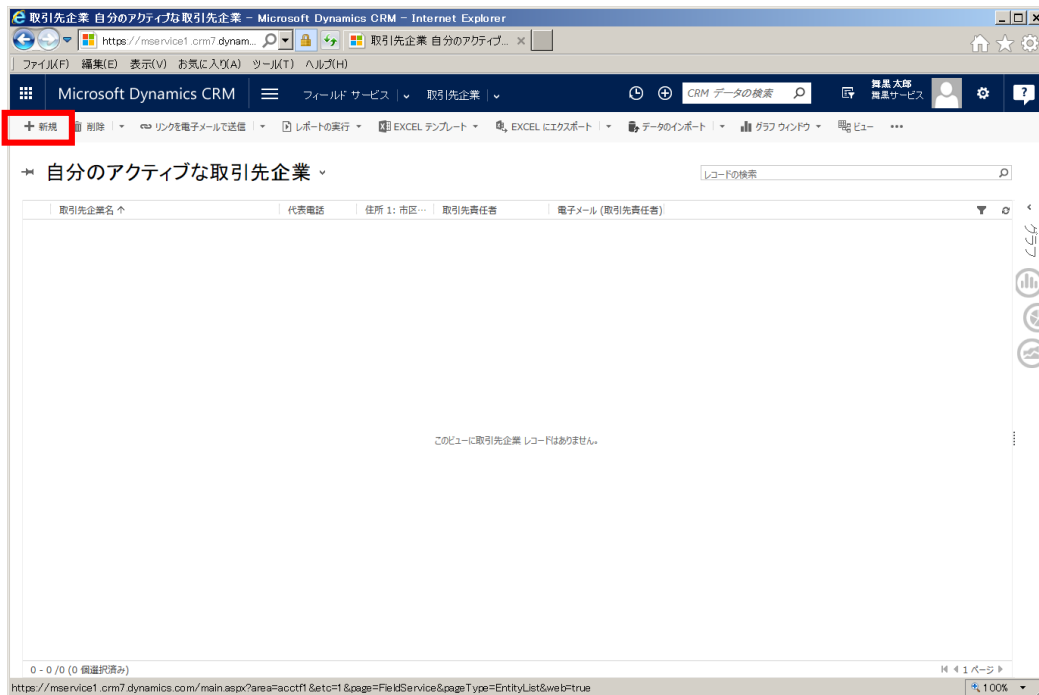 取引先企業 自分のアクティブな取引先企業 - Microsoft Dynamics CRM - Internet Explorer
https://mservice1.crm7.dynam... 取引先企業 自分のアクティブ...
ファイル(F) 編集(E) 表示(V) お気に入り(A) ツール(T) ヘルプ(H)
Microsoft Dynamics CRM フィールド サービス 取引先企業 CRM データの検索 舞黒 太郎
舞黒サービス ?
新規 削除 リンクを電子メールで送信 レポートの実行 EXCEL テンプレート EXCEL にエクスポート データのインポート グラフ ウィンドウ ビュー
自分のアクティブな取引先企業 レコードの検索
取引先企業名 代表電話 住所 1: 市区… 取引先責任者 電子メール (取引先責任者)
グラフ
このビューに取引先企業 レコードはありません。
0 - 0 /0 (0 個選択済み) 1 ページ
https://mservice1.crm7.dynamics.com/main.aspx?area=acctf1&etc=1&page=FieldService&pageType=EntityList&web=true 100%